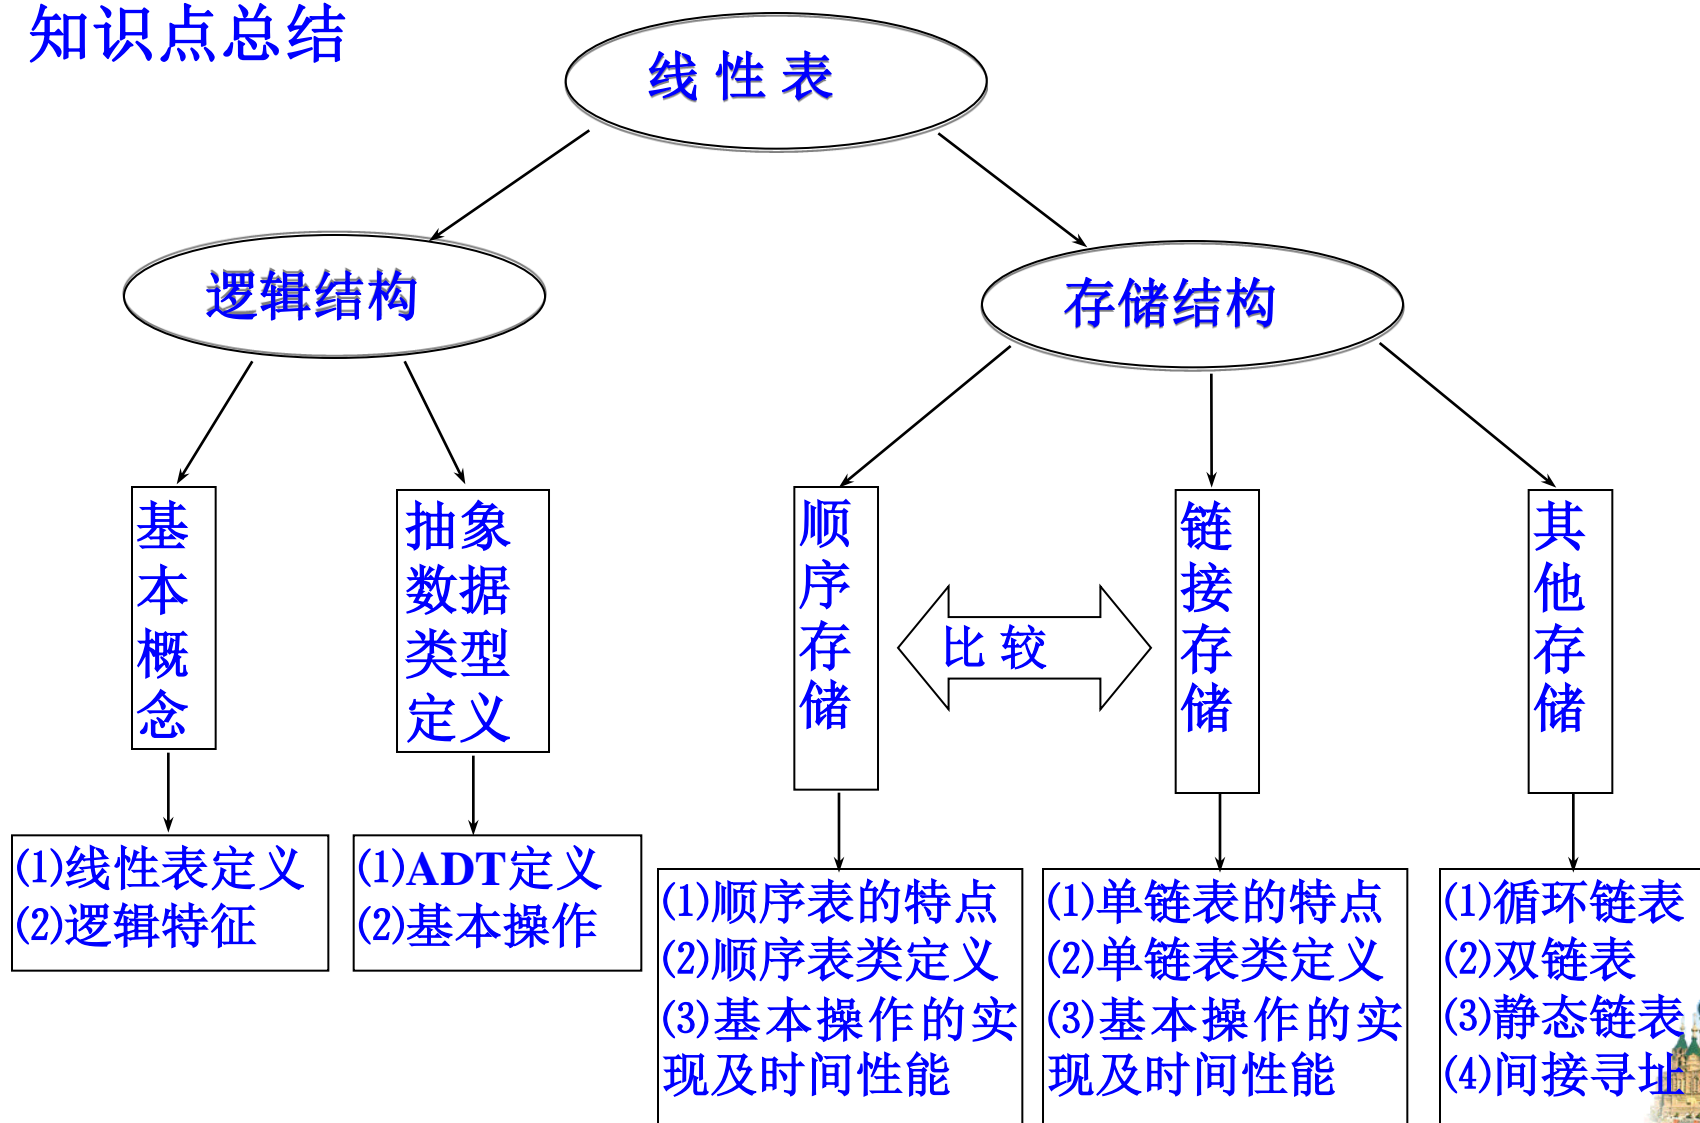 知识点总结
线 性 表
逻辑结构
存储结构
基
本
概
念
抽象
数据
类型
定义
顺
序
存
储
比 较
链
接
存
储
其
他
存
储
⑴线性表定义
⑵逻辑特征
⑴ADT定义
⑵基本操作
⑴顺序表的特点
⑵顺序表类定义
⑶基本操作的实
现及时间性能
⑴单链表的特点
⑵单链表类定义
⑶基本操作的实
现及时间性能
⑴循环链表
⑵双链表
⑶静态链表
⑷间接寻址